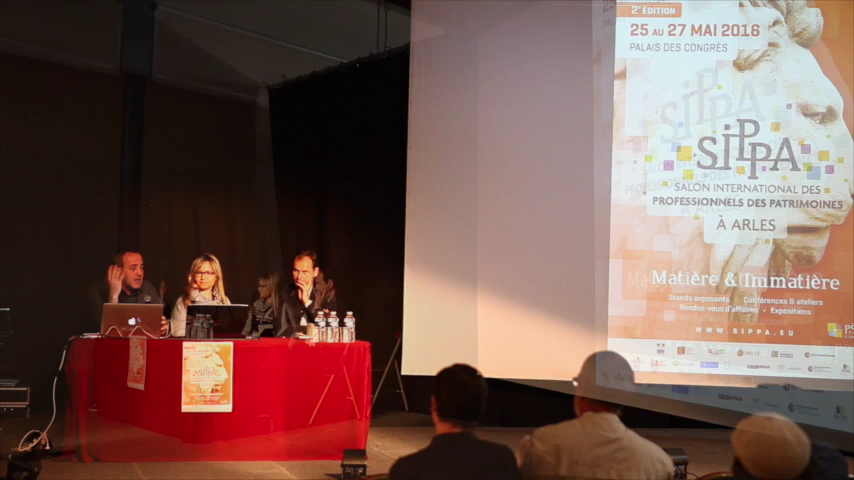 2e ÉDITION
25 AU 27 MAI 2016
PALAIS DES CONGRÈS
SIPPA
SALON INTERNATIONAL DES
PROFESSIONNELS DES PATRIMOINES
À ARLES
Matière & Immatière
Stands exposants · Conférences & ateliers
Rendez-vous d'affaires · Expositions
WWW.SIPPA.EU